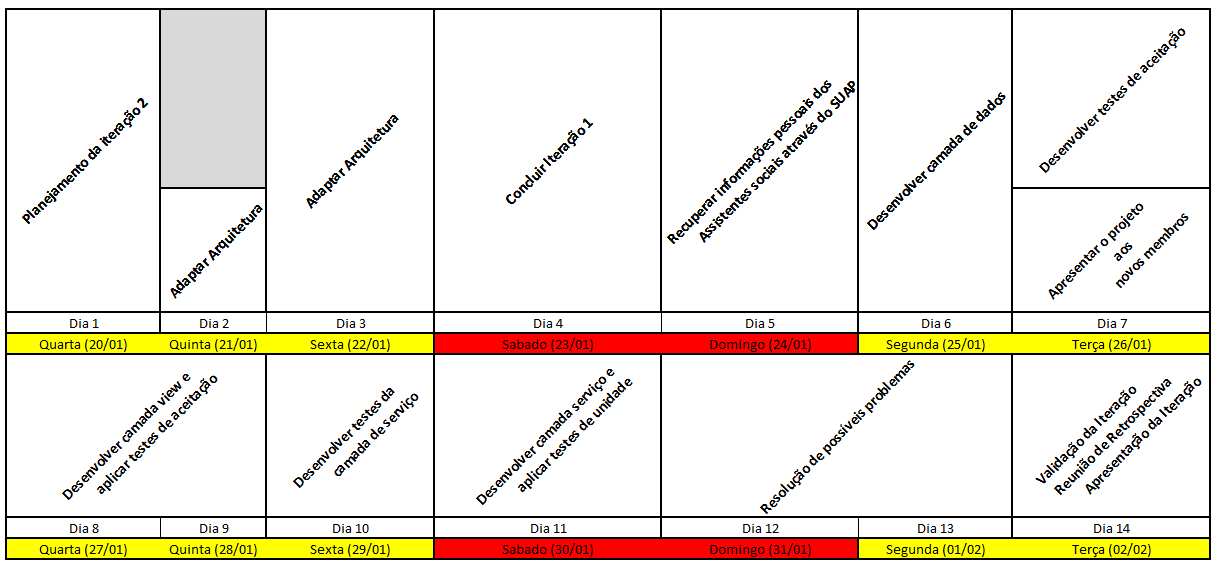 Planejamento da iteração 2
Adaptar Arquitetura
Adaptar Arquitetura
Concluir Iteração 1
Recuperar informações pessoais dos
Assistentes sociais através do SUAP
Desenvolver camada de dados
Desenvolver testes de aceitação
Apresentar o projeto
aos
novos membros
Dia 1
Dia 2
Dia 3
Dia 4
Dia 5
Dia 6
Dia 7
Quarta (20/01)
Quinta (21/01)
Sexta (22/01)
Sabado (23/01)
Domingo (24/01)
Segunda (25/01)
Terça (26/01)
Desenvolver camada view e
aplicar testes de aceitação
Desenvolver testes da
camada de serviço
Desenvolver camada serviço e
aplicar testes de unidade
Resolução de possíveis problemas
Validação da Iteração
Reunião de Retrospectiva
Apresentação da Iteração
Dia 8
Dia 9
Dia 10
Dia 11
Dia 12
Dia 13
Dia 14
Quarta (27/01)
Quinta (28/01)
Sexta (29/01)
Sabado (30/01)
Domingo (31/01)
Segunda (01/02)
Terça (02/02)